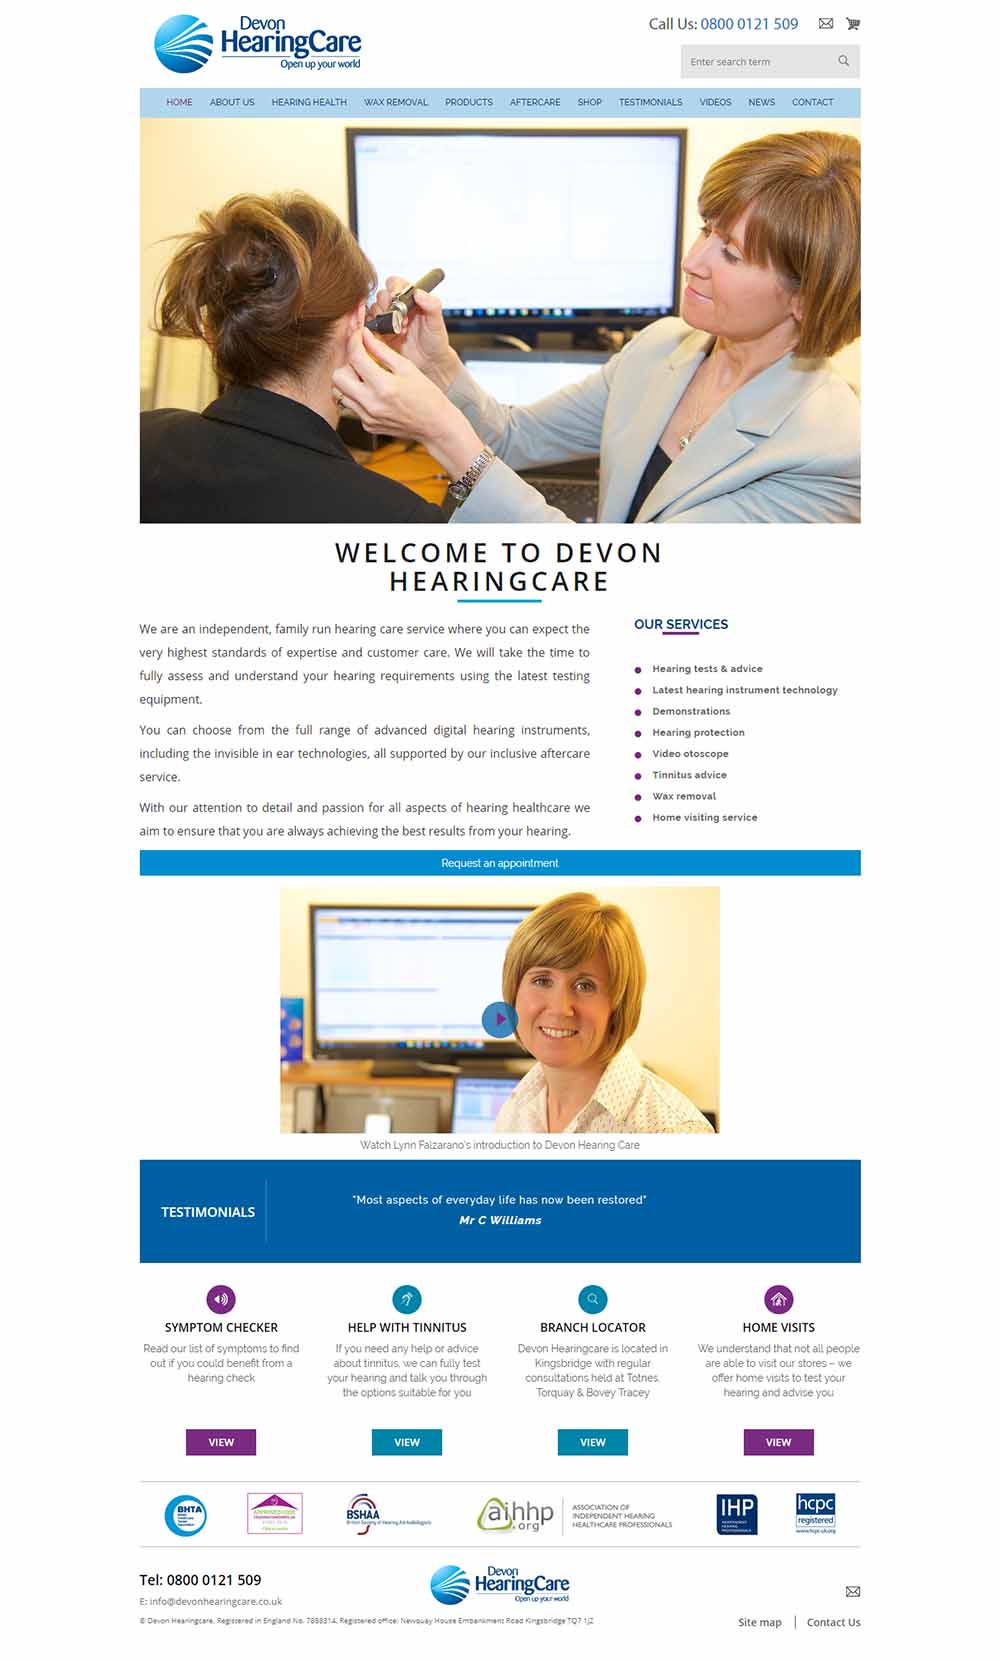 Devon
HearingCare
Open up your world
Call Us: 0800 0121 509
Enter search term
HOME ABOUT US HEARING HEALTH WAX REMOVAL PRODUCTS AFTERCARE SHOP TESTIMONIALS VIDEOS NEWS CONTACT
WELCOME TO DEVON
HEARINGCARE
We are an independent, family run hearing care service where you can expect the
very highest standards of expertise and customer care. We will take the time to
fully assess and understand your hearing requirements using the latest testing
equipment.
You can choose from the full range of advanced digital hearing instruments,
including the invisible in ear technologies, all supported by our inclusive aftercare
service.
With our attention to detail and passion for all aspects of hearing healthcare we
aim to ensure that you are always achieving the best results from your hearing.
OUR SERVICES
Hearing tests & advice
Latest hearing instrument technology
Demonstrations
Hearing protection
Video otoscope
Tinnitus advice
Wax removal
Home visiting service
Request an appointment
Watch Lynn Falzarano's introduction to Devon Hearing Care
TESTIMONIALS
"Most aspects of everyday life has now been restored"
Mr C Williams
SYMPTOM CHECKER
Read our list of symptoms to find
out if you could benefit from a
hearing check
VIEW
HELP WITH TINNITUS
If you need any help or advice
about tinnitus, we can fully test
your hearing and talk you through
the options suitable for you
VIEW
BRANCH LOCATOR
Devon Hearingcare is located in
Kingsbridge with regular
consultations held at Totnes,
Torquay & Bovey Tracey
VIEW
HOME VISITS
We understand that not all people
are able to visit our stores – we
offer home visits to test your
hearing and advise you
VIEW
BHTA
BSHAA
British Society of Hearing Aid Audiologists
aihhp
.org
ASSOCIATION OF
INDEPENDENT HEARING
HEALTHCARE PROFESSIONALS
IHP
INDEPENDENT
HEARING
PROFESSIONALS
hcpc
registered
www.hcpc-uk.org
Tel: 0800 0121 509
E: info@devonhearingcare.co.uk
© Devon Hearingcare, Registered in England No. 7858314, Registered office: Newquay House Embankment Road Kingsbridge TQ7 1JZ
Devon
HearingCare
Open up your world
Site map | Contact Us